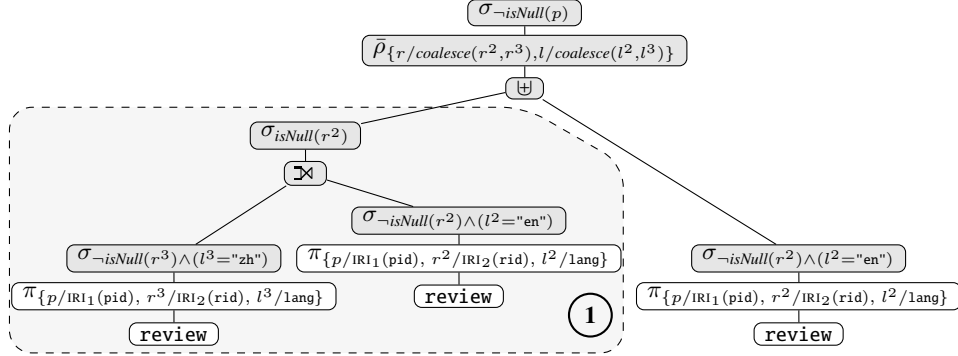 σ¬isNull(p)
ρ̄{r/coalesce(r²,r³),l/coalesce(l²,l³)}
⊎
σisNull(r²)
⟕
σ¬isNull(r²)∧(l²="en")
σ¬isNull(r³)∧(l³="zh") σ¬isNull(r²)∧(l²="en")
π{p/IRI₁(pid), r²/IRI₂(rid), l²/lang}
π{p/IRI₁(pid), r³/IRI₂(rid), l³/lang} review π{p/IRI₁(pid), r²/IRI₂(rid), l²/lang}
1
review review